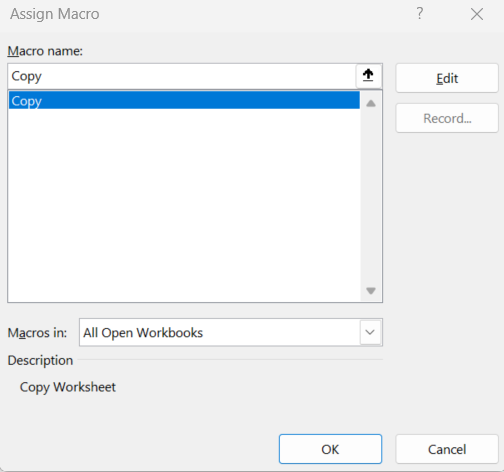 Assign Macro ?
Macro name:
Copy
Edit
Copy
Record...
Macros in: All Open Workbooks
Description
Copy Worksheet
OK Cancel